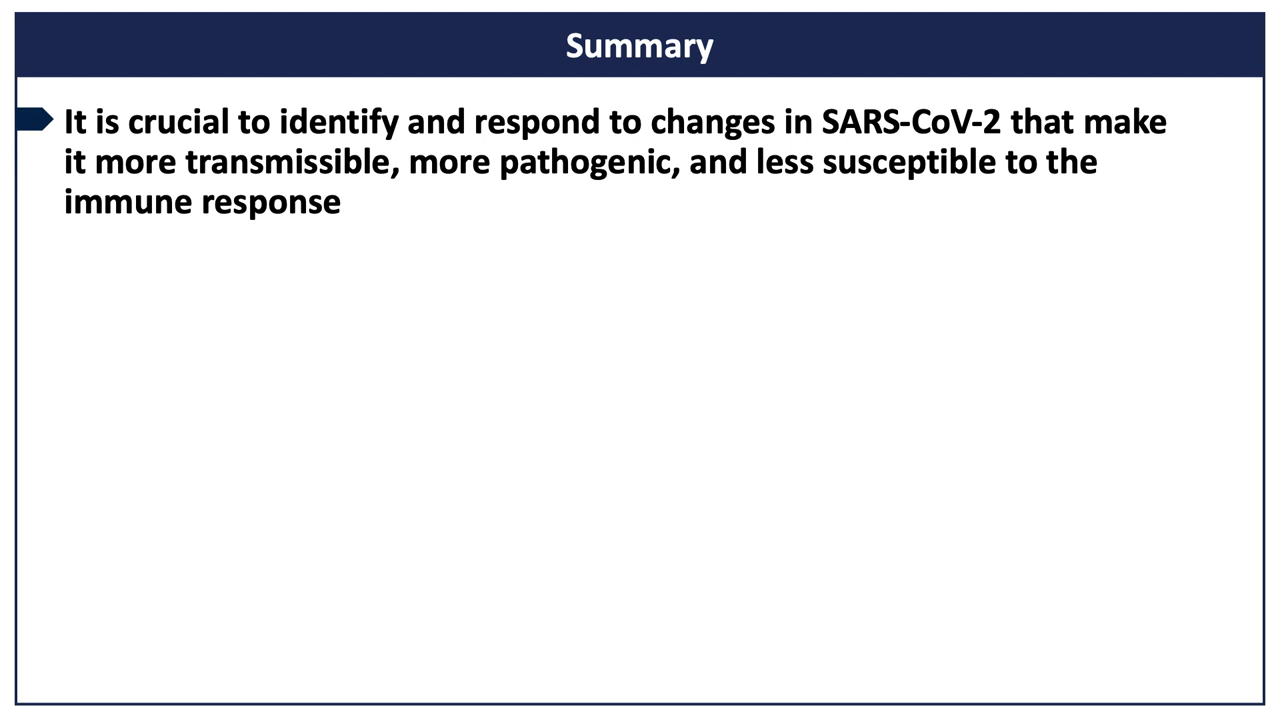 Summary
It is crucial to identify and respond to changes in SARS-CoV-2 that make
it more transmissible, more pathogenic, and less susceptible to the
immune response